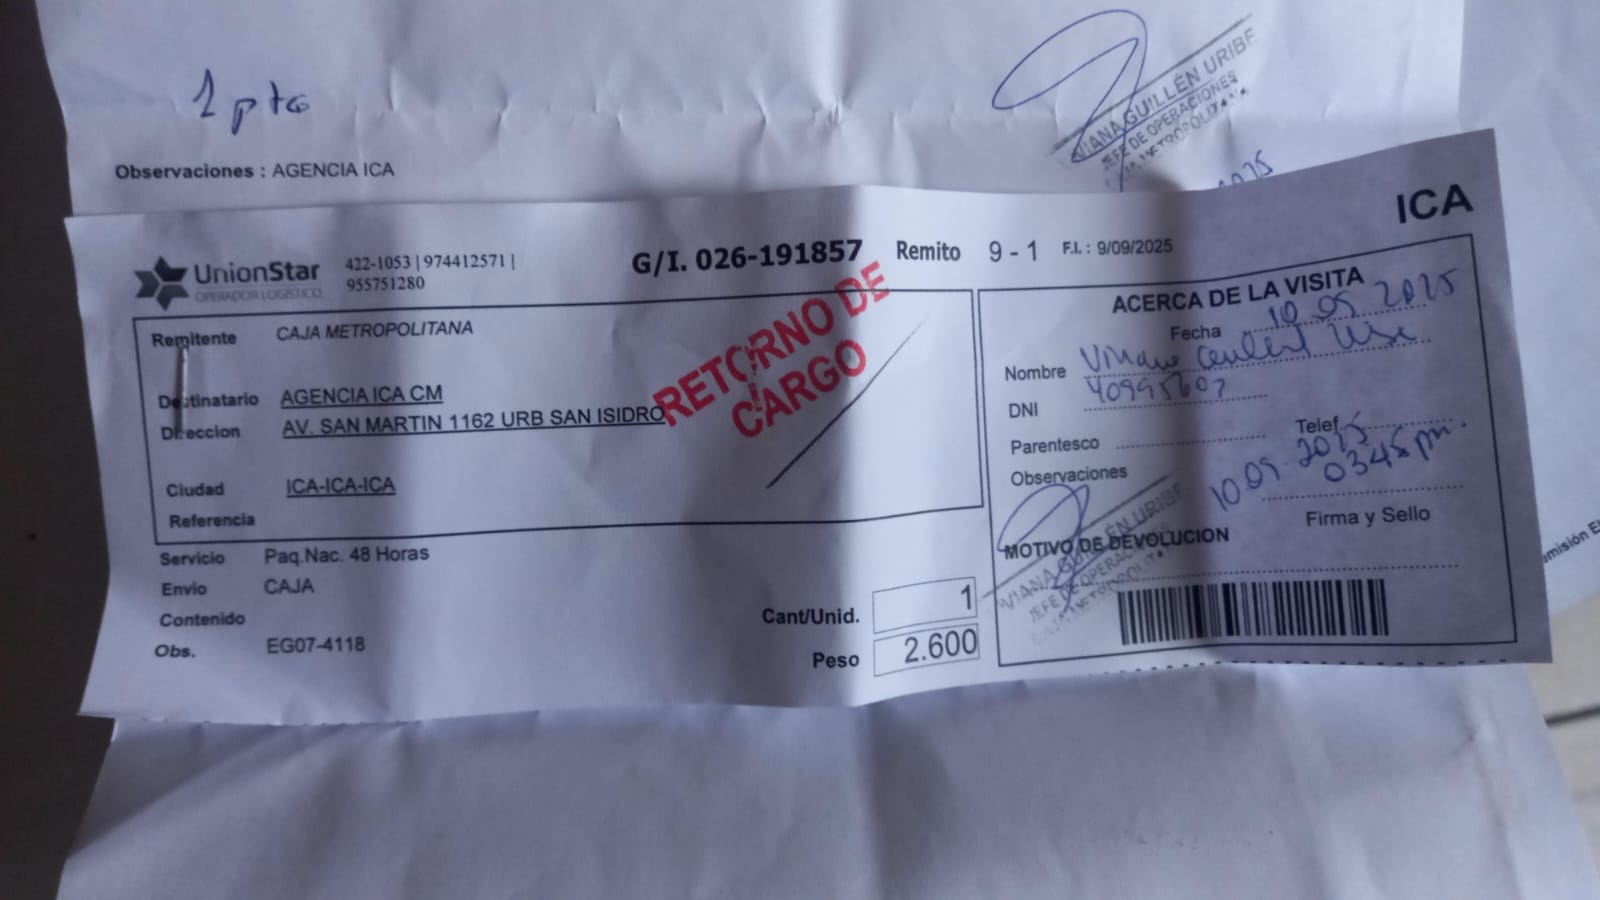 1 pta
VIANA GUILLÉN URIBE
JEFE DE OPERACIONES
CAJA METROPOLITANA
Observaciones : AGENCIA ICA
ICA
UnionStar
OPERADOR LOGISTICO
422-1053 | 974412571 |
955751280
G/I. 026-191857 Remito 9 - 1 F.I. : 9/09/2025
RETORNO DE
CARGO
Remitente CAJA METROPOLITANA
Destinatario AGENCIA ICA CM
Direccion AV. SAN MARTIN 1162 URB SAN ISIDRO
Ciudad ICA-ICA-ICA
Referencia
Servicio Paq.Nac. 48 Horas
Envio CAJA
Contenido
Obs. EG07-4118
Cant/Unid. 1
Peso 2.600
ACERCA DE LA VISITA
Fecha 10 09 2025
Nombre
DNI 40995607
Parentesco Telef.
Observaciones 10.09.2025
0348 pm.
Firma y Sello
MOTIVO DE DEVOLUCION
VIANA GUILLÉN URIBE
JEFE DE OPERACIONES
CAJA METROPOLITANA